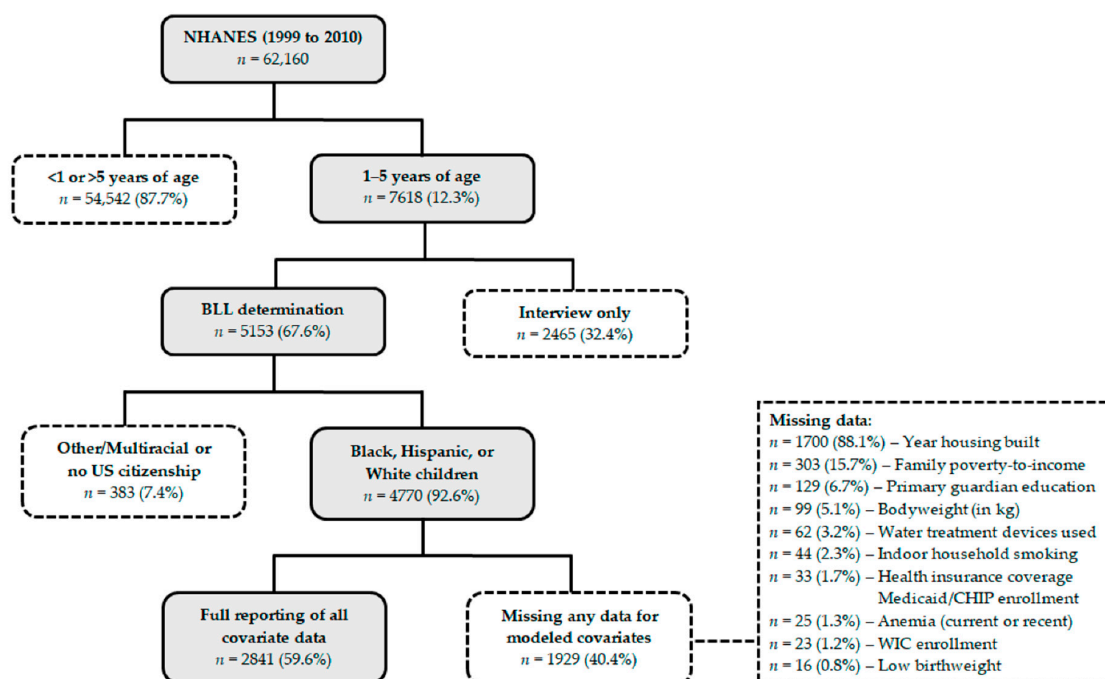 NHANES (1999 to 2010)
n = 62,160
<1 or >5 years of age
n = 54,542 (87.7%)
1–5 years of age
n = 7618 (12.3%)
BLL determination
n = 5153 (67.6%)
Interview only
n = 2465 (32.4%)
Other/Multiracial or
no US citizenship
n = 383 (7.4%)
Black, Hispanic, or
White children
n = 4770 (92.6%)
Full reporting of all
covariate data
n = 2841 (59.6%)
Missing any data for
modeled covariates
n = 1929 (40.4%)
Missing data:
n = 1700 (88.1%) – Year housing built
n = 303 (15.7%) – Family poverty-to-income
n = 129 (6.7%) – Primary guardian education
n = 99 (5.1%) – Bodyweight (in kg)
n = 62 (3.2%) – Water treatment devices used
n = 44 (2.3%) – Indoor household smoking
n = 33 (1.7%) – Health insurance coverage
Medicaid/CHIP enrollment
n = 25 (1.3%) – Anemia (current or recent)
n = 23 (1.2%) – WIC enrollment
n = 16 (0.8%) – Low birthweight